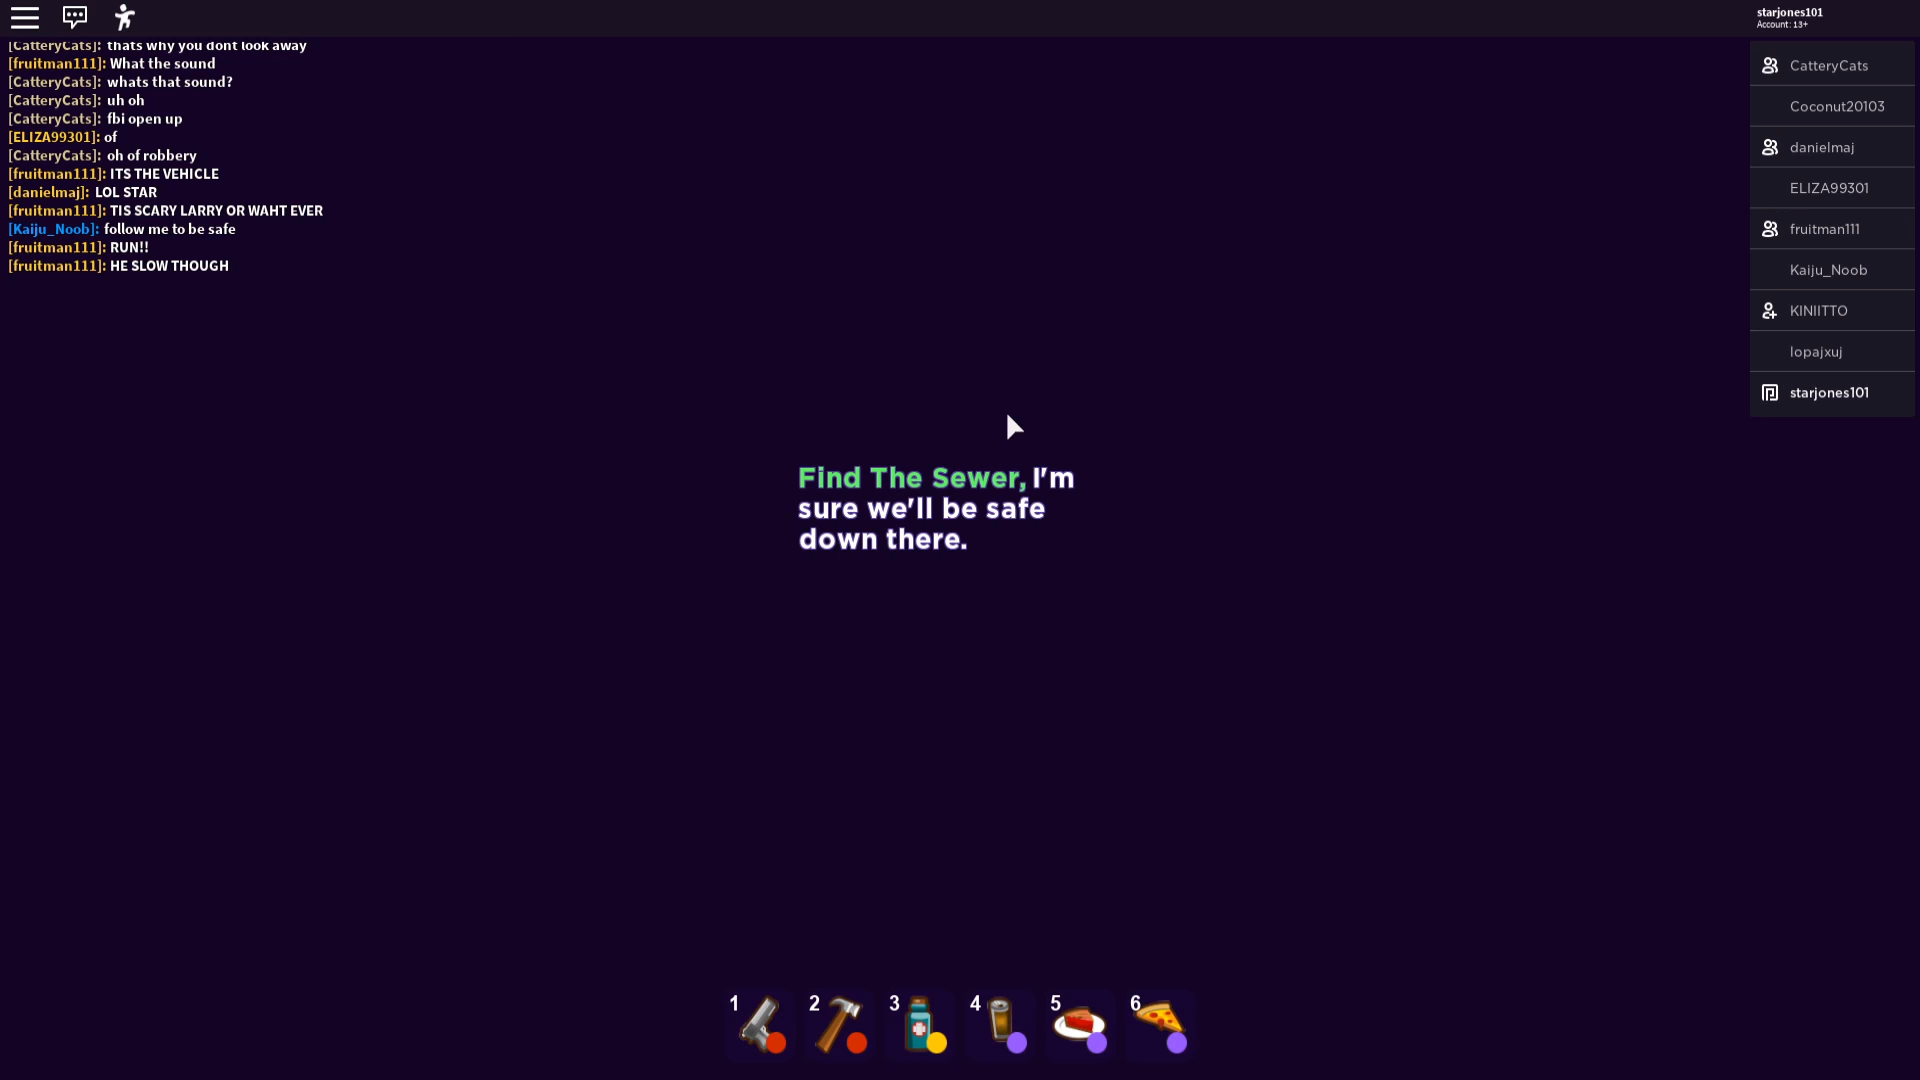 starjones101
Account: 13+
[CatteryCats]: thats why you dont look away
[fruitman111]: What the sound
[CatteryCats]: whats that sound?
[CatteryCats]: uh oh
[CatteryCats]: fbi open up
[ELIZA99301]: of
[CatteryCats]: oh of robbery
[fruitman111]: ITS THE VEHICLE
[danielmaj]: LOL STAR
[fruitman111]: TIS SCARY LARRY OR WAHT EVER
[Kaiju_Noob]: follow me to be safe
[fruitman111]: RUN!!
[fruitman111]: HE SLOW THOUGH
CatteryCats
Coconut20103
danielmaj
ELIZA99301
fruitman111
Kaiju_Noob
KINIITTO
lopajxuj
starjones101
Find The Sewer, I'm
sure we'll be safe
down there.
1 2 3 4 5 6